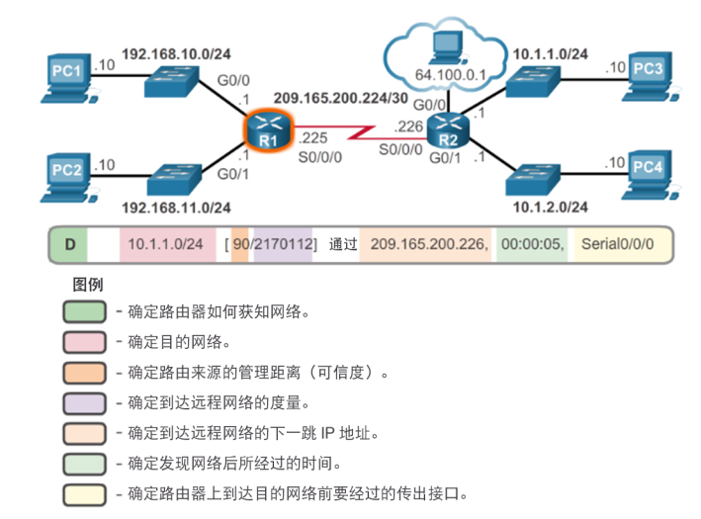 192.168.10.0/24
10.1.1.0/24
PC1
.10
G0/0
.1
64.100.0.1
G0/0
.10
PC3
209.165.200.224/30
R1
.225
S0/0/0
.226
S0/0/0
R2
.1
G0/1
.1
PC2
.10
.1
G0/1
.10
PC4
192.168.11.0/24
10.1.2.0/24
D 10.1.1.0/24 [ 90/2170112] 通过 209.165.200.226, 00:00:05, Serial0/0/0
图例
- 确定路由器如何获知网络。
- 确定目的网络。
- 确定路由来源的管理距离（可信度）。
- 确定到达远程网络的度量。
- 确定到达远程网络的下一跳 IP 地址。
- 确定发现网络后所经过的时间。
- 确定路由器上到达目的网络前要经过的传出接口。